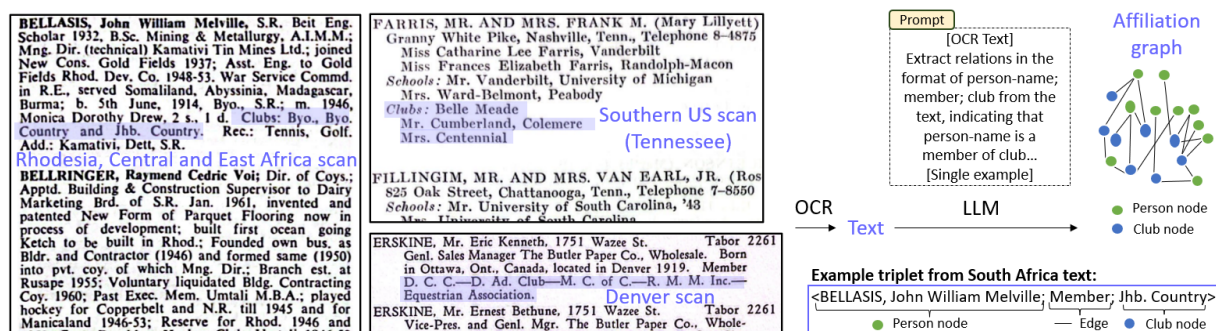 BELLASIS, John William Melville, S.R. Beit Eng.
Scholar 1932, B.Sc. Mining & Metallurgy, A.I.M.M.;
Mng. Dir. (technical) Kamativi Tin Mines Ltd.; joined
New Cons. Gold Fields 1937; Asst. Eng. to Gold
Fields Rhod. Dev. Co. 1948-53. War Service Commd.
in R.E., served Somaliland, Abyssinia, Madagascar,
Burma; b. 5th June, 1914, Byo., S.R.; m. 1946,
Monica Dorothy Drew, 2 s., 1 d. Clubs: Byo., Byo.
Country and Jhb. Country. Rec.: Tennis, Golf.
Add.: Kamativi, Dett, S.R.
Rhodesia, Central and East Africa scan
BELLRINGER, Raymond Cedric Voi; Dir. of Coys.;
Apptd. Building & Construction Supervisor to Dairy
Marketing Brd. of S.R. Jan. 1961, invented and
patented New Form of Parquet Flooring now in
process of development; built first ocean going
Ketch to be built in Rhod.; Founded own bus. as
Bldr. and Contractor (1946) and formed same (1950)
into pvt. coy. of which Mng. Dir.; Branch est. at
Rusape 1955; Voluntary liquidated Bldg. Contracting
Coy. 1960; Past Exec. Mem. Umtali M.B.A.; played
hockey for Copperbelt and N.R. till 1945 and for
Manicaland 1946-53; Reserve for Rhod. 1946 and
FARRIS, MR. AND MRS. FRANK M. (Mary Lillyett)
Granny White Pike, Nashville, Tenn., Telephone 8-4875
Miss Catharine Lee Farris, Vanderbilt
Miss Frances Elizabeth Farris, Randolph-Macon
Schools: Mr. Vanderbilt, University of Michigan
Mrs. Ward-Belmont, Peabody
Clubs: Belle Meade
Mr. Cumberland, Colemere
Mrs. Centennial
Southern US scan
(Tennessee)
FILLINGIM, MR. AND MRS. VAN EARL, JR. (Ros
825 Oak Street, Chattanooga, Tenn., Telephone 7-8550
Schools: Mr. University of South Carolina, '43
Mrs. University of South Carolina
ERSKINE, Mr. Eric Kenneth, 1751 Wazee St. Tabor 2261
Genl. Sales Manager The Butler Paper Co., Wholesale. Born
in Ottawa, Ont., Canada, located in Denver 1919. Member
D. C. C.—D. Ad. Club—M. C. of C.—R. M. M. Inc.—
Equestrian Association.
Denver scan
ERSKINE, Mr. Ernest Bethune, 1751 Wazee St. Tabor 2261
Vice-Pres. and Genl. Mgr. The Butler Paper Co., Whole-
OCR
Text
LLM
Prompt
[OCR Text]
Extract relations in the
format of person-name;
member; club from the
text, indicating that
person-name is a
member of club...
[Single example]
Affiliation
graph
Person node
Club node
Example triplet from South Africa text:
<BELLASIS, John William Melville; Member; Jhb. Country>
Person node
Edge
Club node